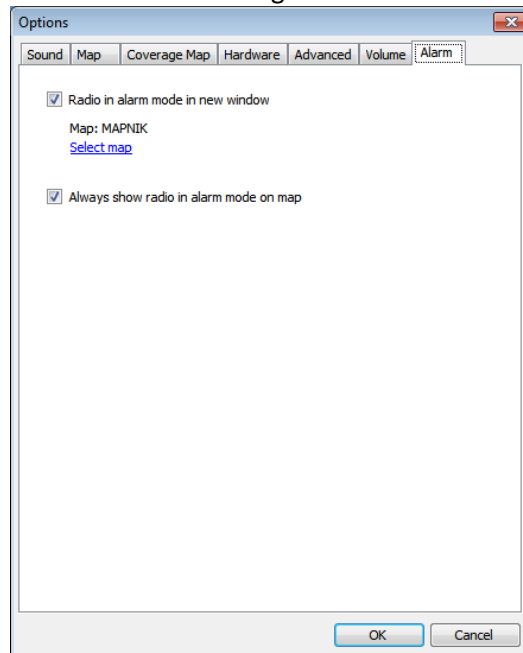 Options
Sound Map Coverage Map Hardware Advanced Volume Alarm
Radio in alarm mode in new window
Map: MAPNIK
Select map
Always show radio in alarm mode on map
OK Cancel